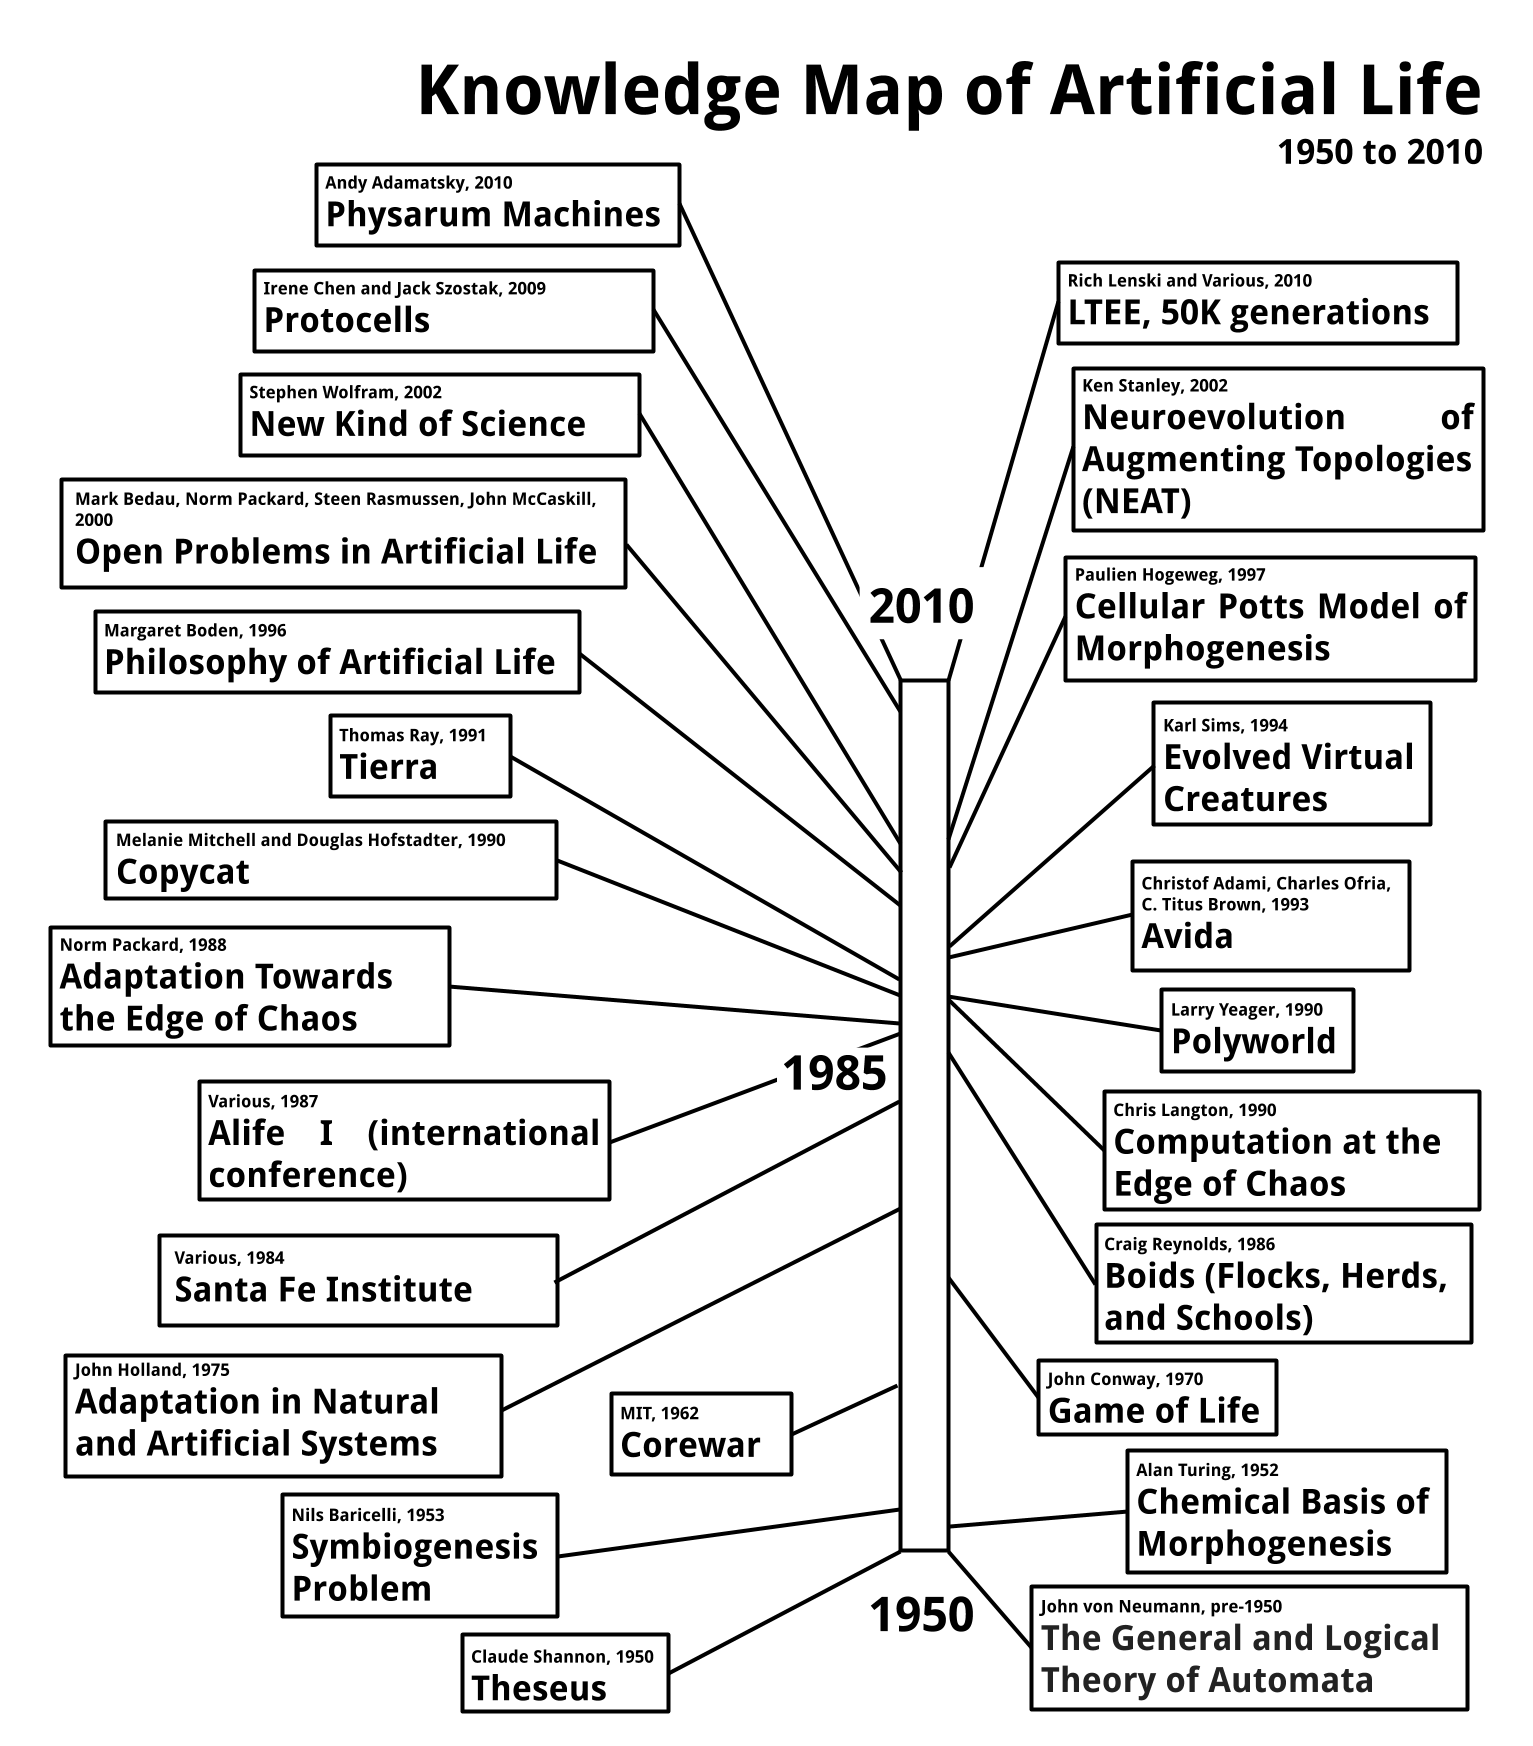 Knowledge Map of Artificial Life
1950 to 2010
Andy Adamatsky, 2010
Physarum Machines
Irene Chen and Jack Szostak, 2009
Protocells
Stephen Wolfram, 2002
New Kind of Science
Mark Bedau, Norm Packard, Steen Rasmussen, John McCaskill,
2000
Open Problems in Artificial Life
Margaret Boden, 1996
Philosophy of Artificial Life
Thomas Ray, 1991
Tierra
Melanie Mitchell and Douglas Hofstadter, 1990
Copycat
Norm Packard, 1988
Adaptation Towards
the Edge of Chaos
Various, 1987
Alife I (international
conference)
Various, 1984
Santa Fe Institute
John Holland, 1975
Adaptation in Natural
and Artificial Systems
MIT, 1962
Corewar
Nils Baricelli, 1953
Symbiogenesis
Problem
Claude Shannon, 1950
Theseus
2010
1985
1950
Rich Lenski and Various, 2010
LTEE, 50K generations
Ken Stanley, 2002
Neuroevolution of
Augmenting Topologies
(NEAT)
Paulien Hogeweg, 1997
Cellular Potts Model of
Morphogenesis
Karl Sims, 1994
Evolved Virtual
Creatures
Christof Adami, Charles Ofria,
C. Titus Brown, 1993
Avida
Larry Yeager, 1990
Polyworld
Chris Langton, 1990
Computation at the
Edge of Chaos
Craig Reynolds, 1986
Boids (Flocks, Herds,
and Schools)
John Conway, 1970
Game of Life
Alan Turing, 1952
Chemical Basis of
Morphogenesis
John von Neumann, pre-1950
The General and Logical
Theory of Automata